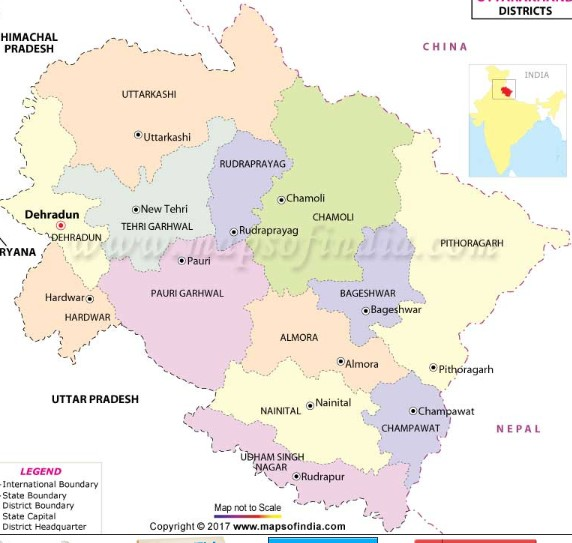 DISTRICTS
HIMACHAL
PRADESH
CHINA
INDIA
UTTARKASHI
Uttarkashi
RUDRAPRAYAG
Chamoli
CHAMOLI
New Tehri
TEHRI GARHWAL
Dehradun
DEHRADUN
Rudraprayag
PITHORAGARH
RYANA
www.mapsofindia.com
Pauri
PAURI GARHWAL
Hardwar
HARDWAR
BAGESHWAR
Bageshwar
ALMORA
Almora
Pithoragarh
UTTAR PRADESH
Nainital
NAINITAL
Champawat
CHAMPAWAT
NEPAL
UDHAM SINGH
NAGAR
Rudrapur
LEGEND
International Boundary
State Boundary
District Boundary
State Capital
District Headquarter
Map not to Scale
Copyright © 2017 www.mapsofindia.com